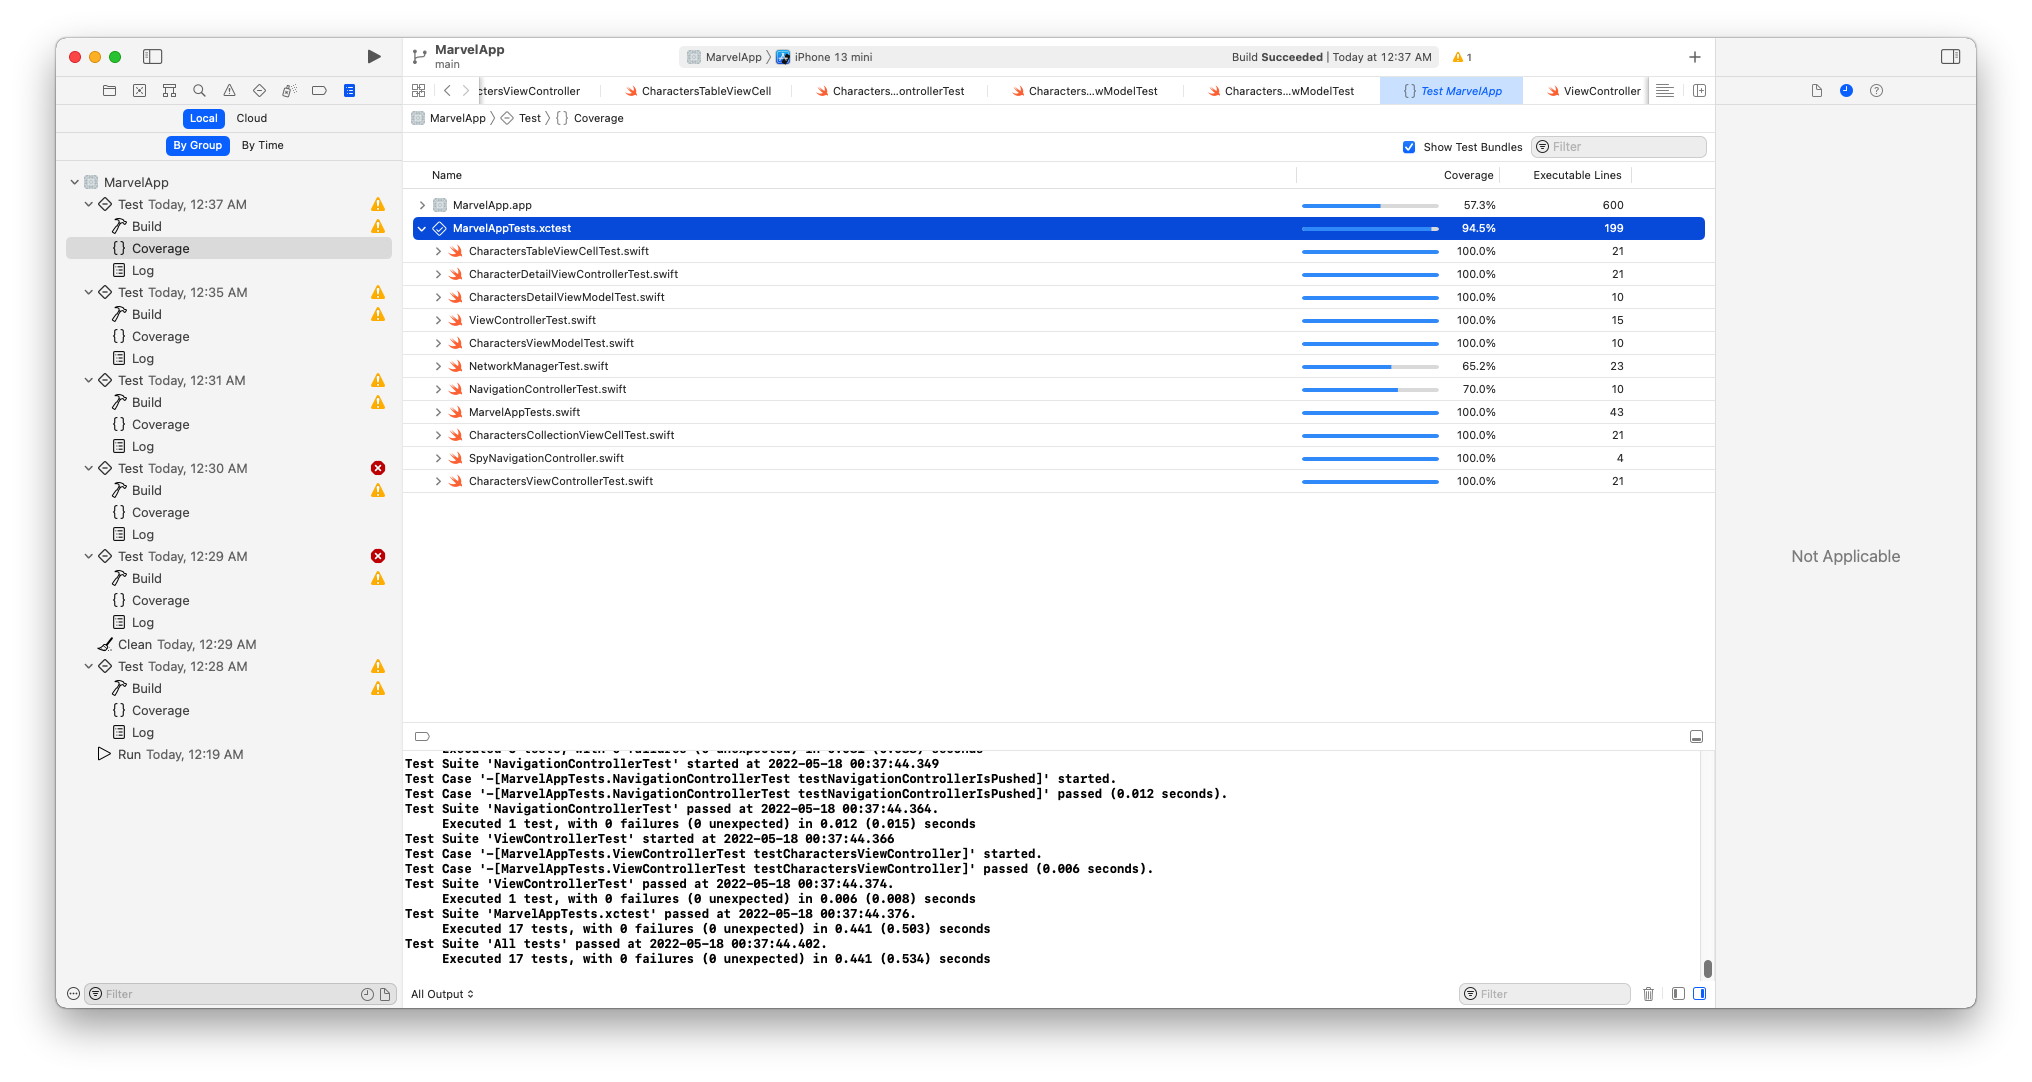 MarvelApp
main
MarvelApp
iPhone 13 mini
Build Succeeded | Today at 12:37 AM
1
ctersViewController
CharactersTableViewCell
Characters...ontrollerTest
Characters...wModelTest
Characters...wModelTest
{} Test MarvelApp
ViewController
Local
Cloud
By Group
By Time
MarvelApp
Test
{} Coverage
Show Test Bundles
Filter
Name
Coverage
Executable Lines
MarvelApp
Test Today, 12:37 AM
Build
{} Coverage
Log
Test Today, 12:35 AM
Build
{} Coverage
Log
Test Today, 12:31 AM
Build
{} Coverage
Log
Test Today, 12:30 AM
Build
{} Coverage
Log
Test Today, 12:29 AM
Build
{} Coverage
Log
Clean Today, 12:29 AM
Test Today, 12:28 AM
Build
{} Coverage
Log
Run Today, 12:19 AM
Filter
MarvelApp.app 57.3% 600
MarvelAppTests.xctest 94.5% 199
CharactersTableViewCellTest.swift 100.0% 21
CharacterDetailViewControllerTest.swift 100.0% 21
CharactersDetailViewModelTest.swift 100.0% 10
ViewControllerTest.swift 100.0% 15
CharactersViewModelTest.swift 100.0% 10
NetworkManagerTest.swift 65.2% 23
NavigationControllerTest.swift 70.0% 10
MarvelAppTests.swift 100.0% 43
CharactersCollectionViewCellTest.swift 100.0% 21
SpyNavigationController.swift 100.0% 4
CharactersViewControllerTest.swift 100.0% 21
Not Applicable
Test Suite 'NavigationControllerTest' started at 2022-05-18 00:37:44.349
Test Case '-[MarvelAppTests.NavigationControllerTest testNavigationControllerIsPushed]' started.
Test Case '-[MarvelAppTests.NavigationControllerTest testNavigationControllerIsPushed]' passed (0.012 seconds).
Test Suite 'NavigationControllerTest' passed at 2022-05-18 00:37:44.364.
Executed 1 test, with 0 failures (0 unexpected) in 0.012 (0.015) seconds
Test Suite 'ViewControllerTest' started at 2022-05-18 00:37:44.366
Test Case '-[MarvelAppTests.ViewControllerTest testCharactersViewController]' started.
Test Case '-[MarvelAppTests.ViewControllerTest testCharactersViewController]' passed (0.006 seconds).
Test Suite 'ViewControllerTest' passed at 2022-05-18 00:37:44.374.
Executed 1 test, with 0 failures (0 unexpected) in 0.006 (0.008) seconds
Test Suite 'MarvelAppTests.xctest' passed at 2022-05-18 00:37:44.376.
Executed 17 tests, with 0 failures (0 unexpected) in 0.441 (0.503) seconds
Test Suite 'All tests' passed at 2022-05-18 00:37:44.402.
Executed 17 tests, with 0 failures (0 unexpected) in 0.441 (0.534) seconds
All Output
Filter